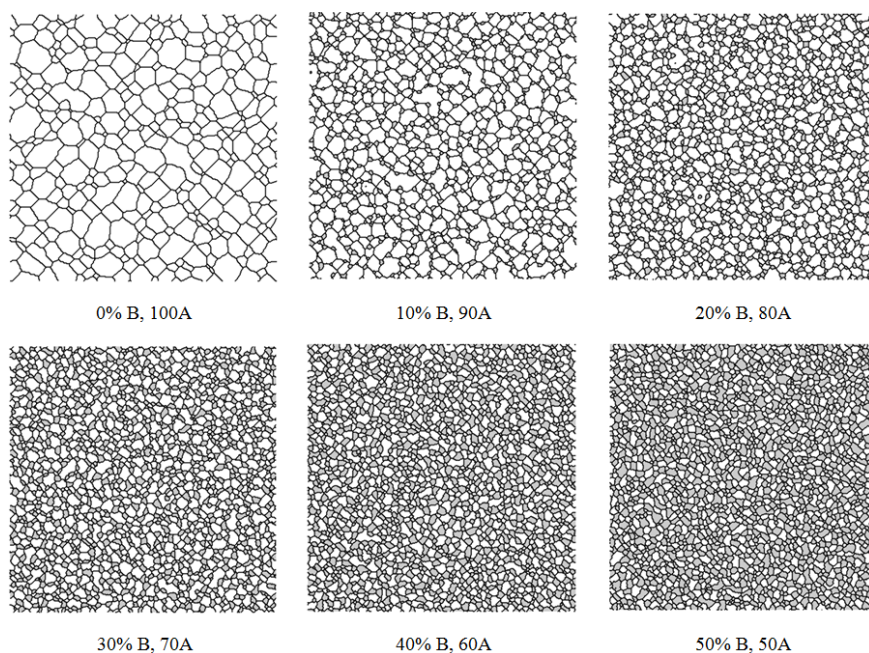 0% B, 100A
10% B, 90A
20% B, 80A
30% B, 70A
40% B, 60A
50% B, 50A